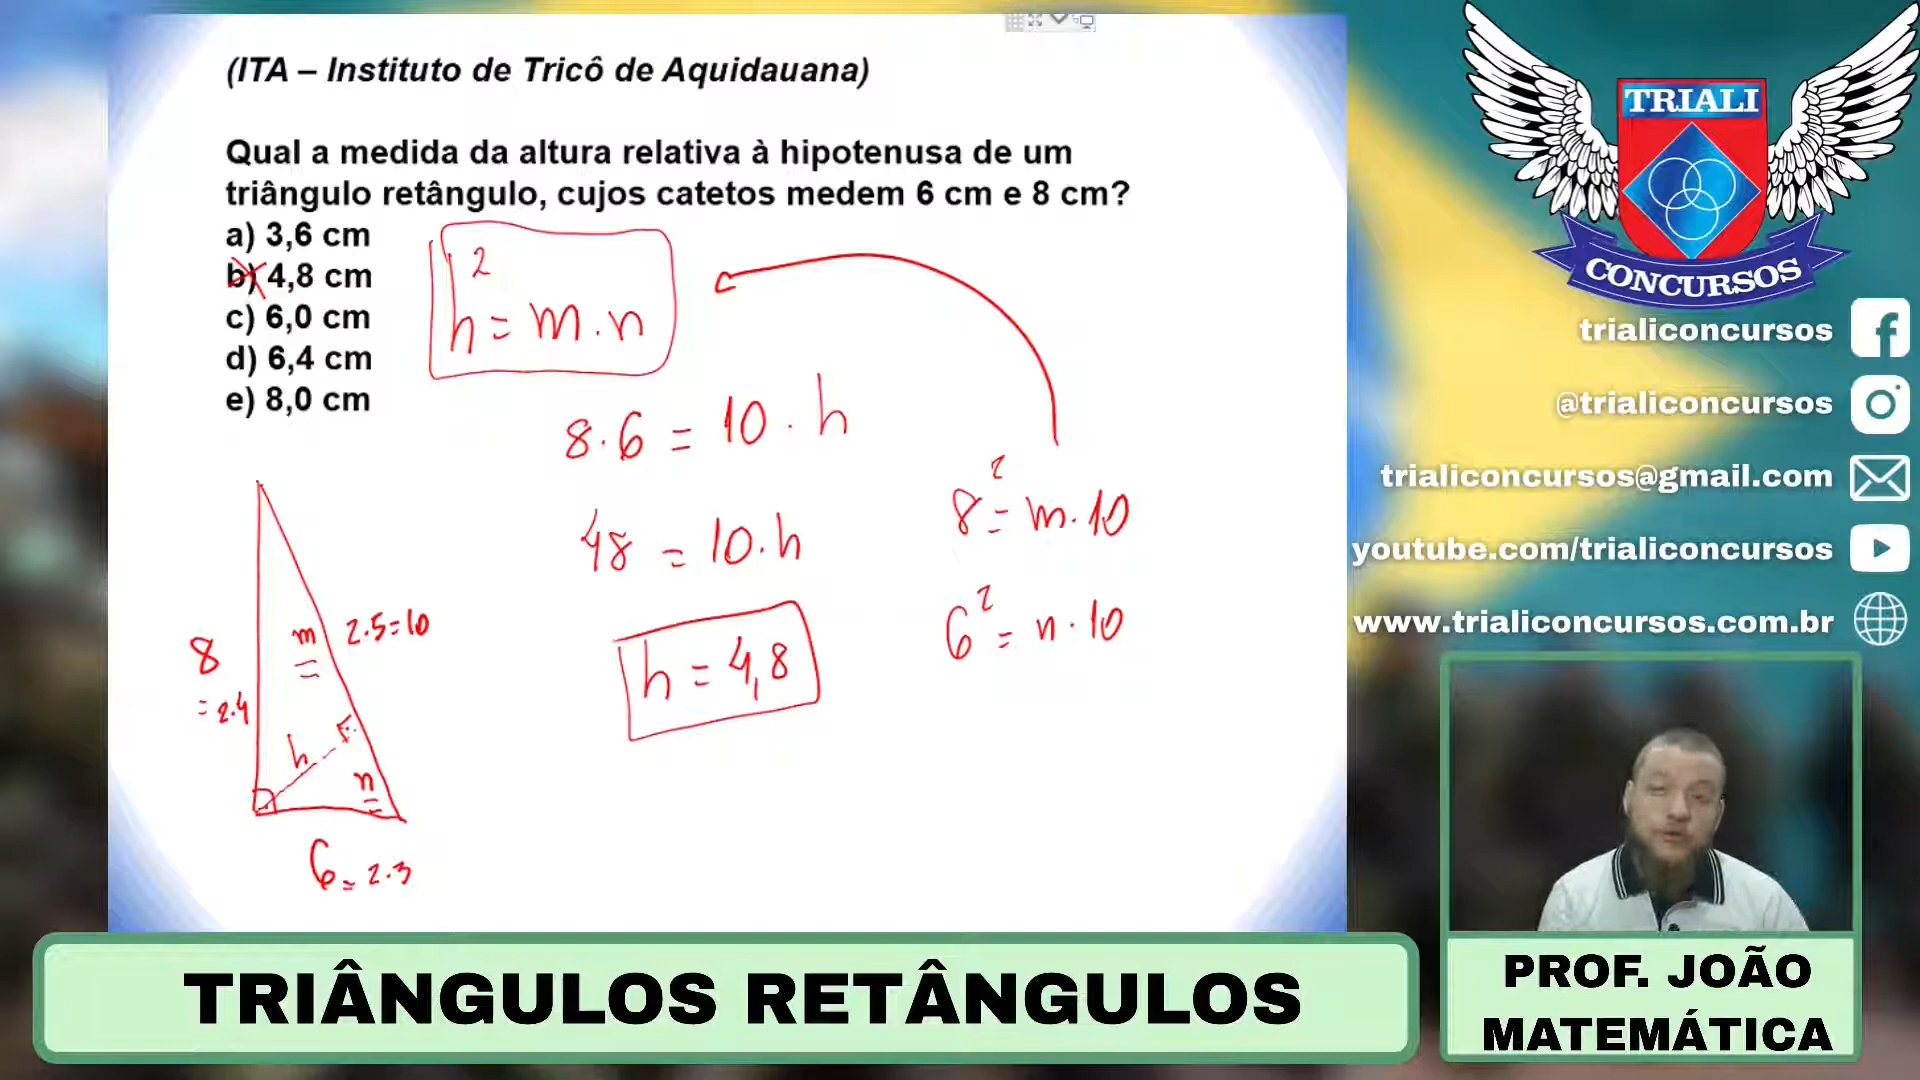 (ITA – Instituto de Tricô de Aquidauana)
Qual a medida da altura relativa à hipotenusa de um
triângulo retângulo, cujos catetos medem 6 cm e 8 cm?
a) 3,6 cm
b) 4,8 cm
c) 6,0 cm
d) 6,4 cm
e) 8,0 cm
h² = m.n
8.6 = 10.h
48 = 10.h
h = 4,8
8² = m.10
6² = n.10
8
= 2.4
m
2.5=10
h
n
6 = 2.3
TRIALI
CONCURSOS
trialiconcursos
@trialiconcursos
trialiconcursos@gmail.com
youtube.com/trialiconcursos
www.trialiconcursos.com.br
TRIÂNGULOS RETÂNGULOS
PROF. JOÃO
MATEMÁTICA